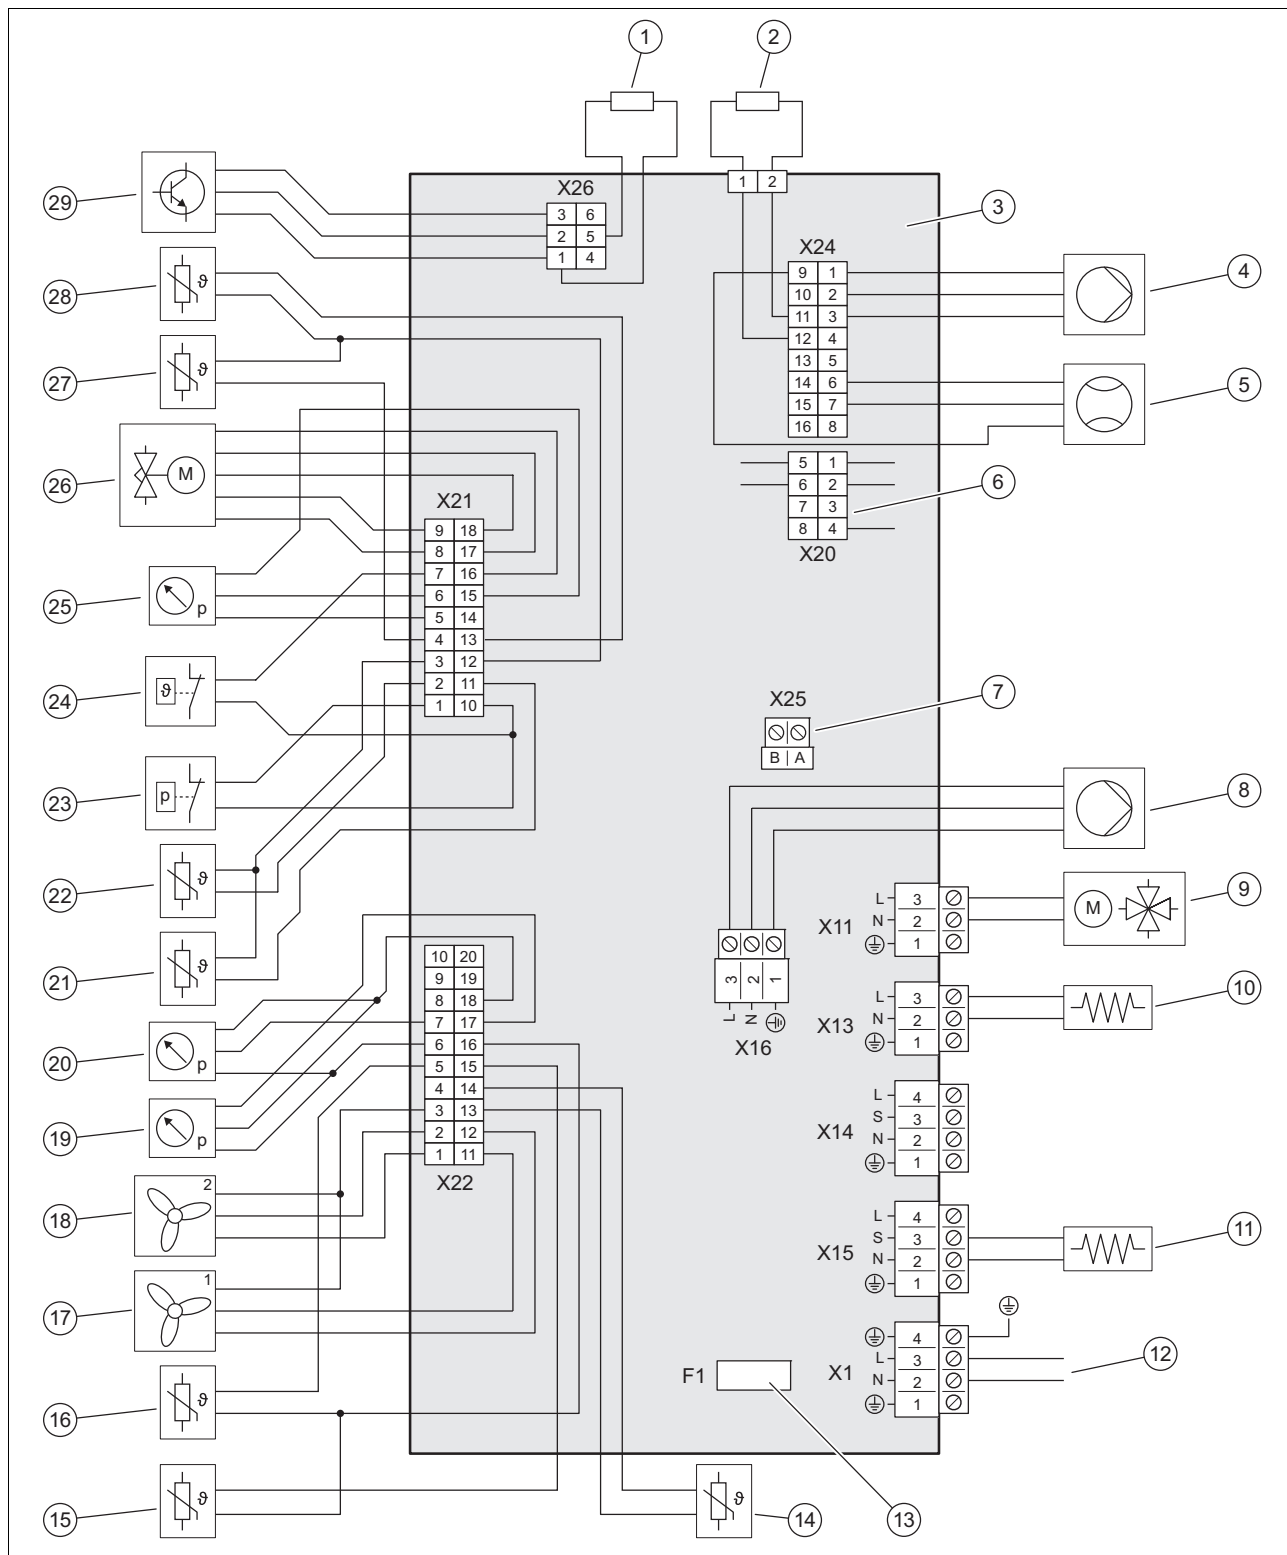 1
2
29
X26
3 6
2 5
1 4
1 2
3
28
ϑ
X24
9 1
10 2
11 3
12 4
13 5
14 6
15 7
16 8
4
27
ϑ
5
26
M
X21
9 18
8 17
7 16
6 15
5 14
4 13
3 12
2 11
1 10
5 1
6 2
7 3
8 4
X20
6
25
p
24
ϑ
X25
B A
7
23
p
8
22
ϑ
X11
L 3
N 2
1
M
9
21
ϑ
3 2 1
L N
X16
X13
L 3
N 2
1
10
10 20
9 19
8 18
7 17
6 16
5 15
4 14
3 13
2 12
1 11
X22
20
p
19
p
X14
L 4
S 3
N 2
1
18
2
X15
L 4
S 3
N 2
1
11
17
1
F1
X1
4
L 3
N 2
1
12
16
ϑ
15
ϑ
ϑ
14
13